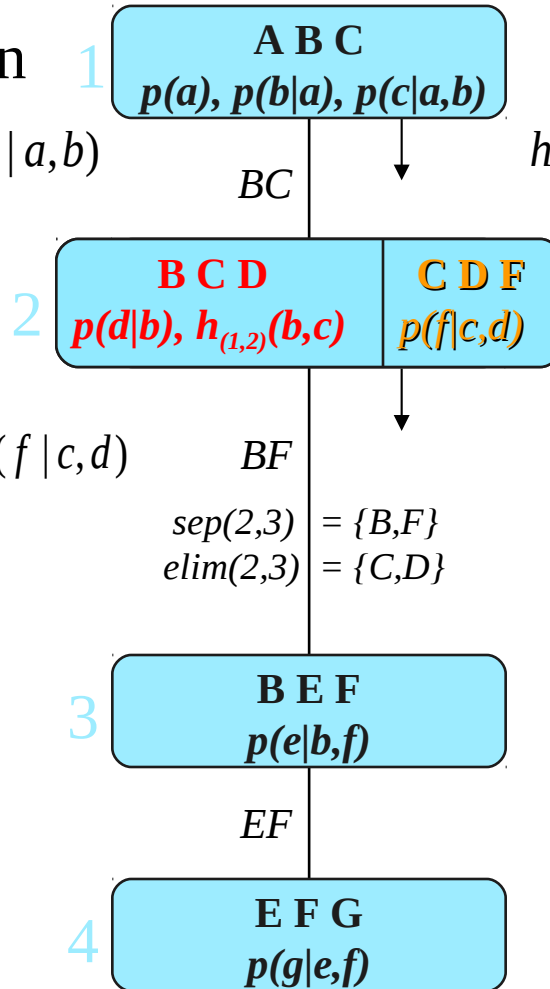 n
1
A B C
p(a), p(b|a), p(c|a,b)
| a,b)
h
BC
2
B C D
p(d|b), h(1,2)(b,c)
C D F
p(f|c,d)
( f | c,d)
BF
sep(2,3) = {B,F}
elim(2,3) = {C,D}
3
B E F
p(e|b,f)
EF
4
E F G
p(g|e,f)